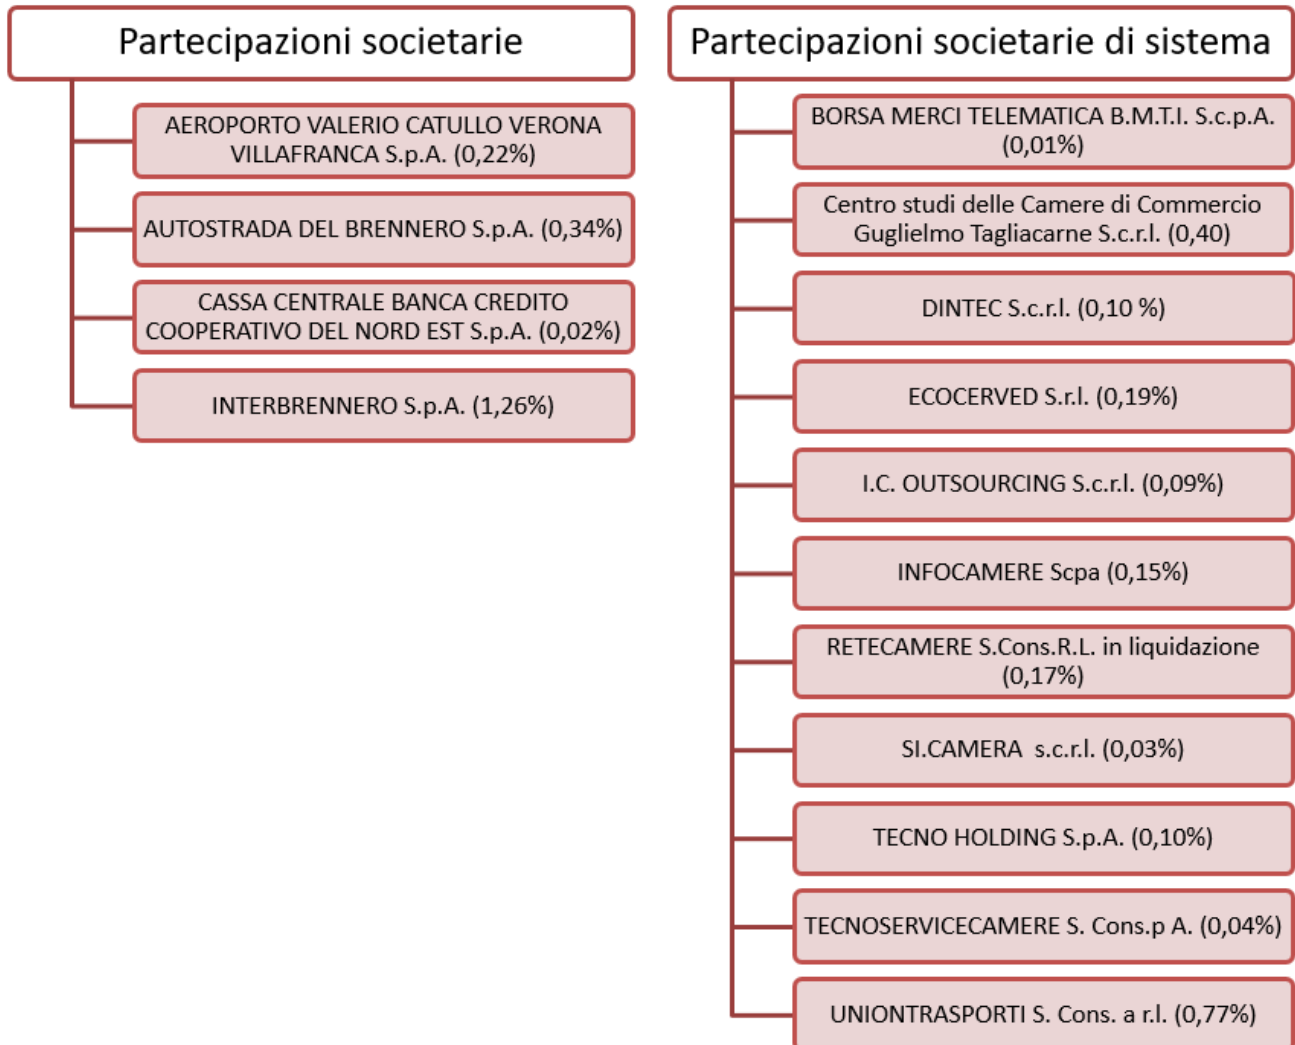 Partecipazioni societarie
AEROPORTO VALERIO CATULLO VERONA
VILLAFRANCA S.p.A. (0,22%)
AUTOSTRADA DEL BRENNERO S.p.A. (0,34%)
CASSA CENTRALE BANCA CREDITO
COOPERATIVO DEL NORD EST S.p.A. (0,02%)
INTERBRENNERO S.p.A. (1,26%)
Partecipazioni societarie di sistema
BORSA MERCI TELEMATICA B.M.T.I. S.c.p.A.
(0,01%)
Centro studi delle Camere di Commercio
Guglielmo Tagliacarne S.c.r.l. (0,40)
DINTEC S.c.r.l. (0,10 %)
ECOCERVED S.r.l. (0,19%)
I.C. OUTSOURCING S.c.r.l. (0,09%)
INFOCAMERE Scpa (0,15%)
RETECAMERE S.Cons.R.L. in liquidazione
(0,17%)
SI.CAMERA  s.c.r.l. (0,03%)
TECNO HOLDING S.p.A. (0,10%)
TECNOSERVICECAMERE S. Cons.p A. (0,04%)
UNIONTRASPORTI S. Cons. a r.l. (0,77%)